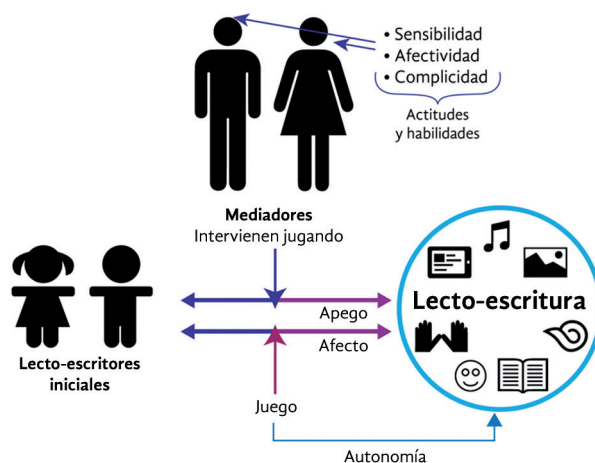 • Sensibilidad
• Afectividad
• Complicidad
Actitudes
y habilidades
Mediadores
Intervienen jugando
Lecto-escritura
Apego
Afecto
Lecto-escritores
iniciales
Juego
Autonomía